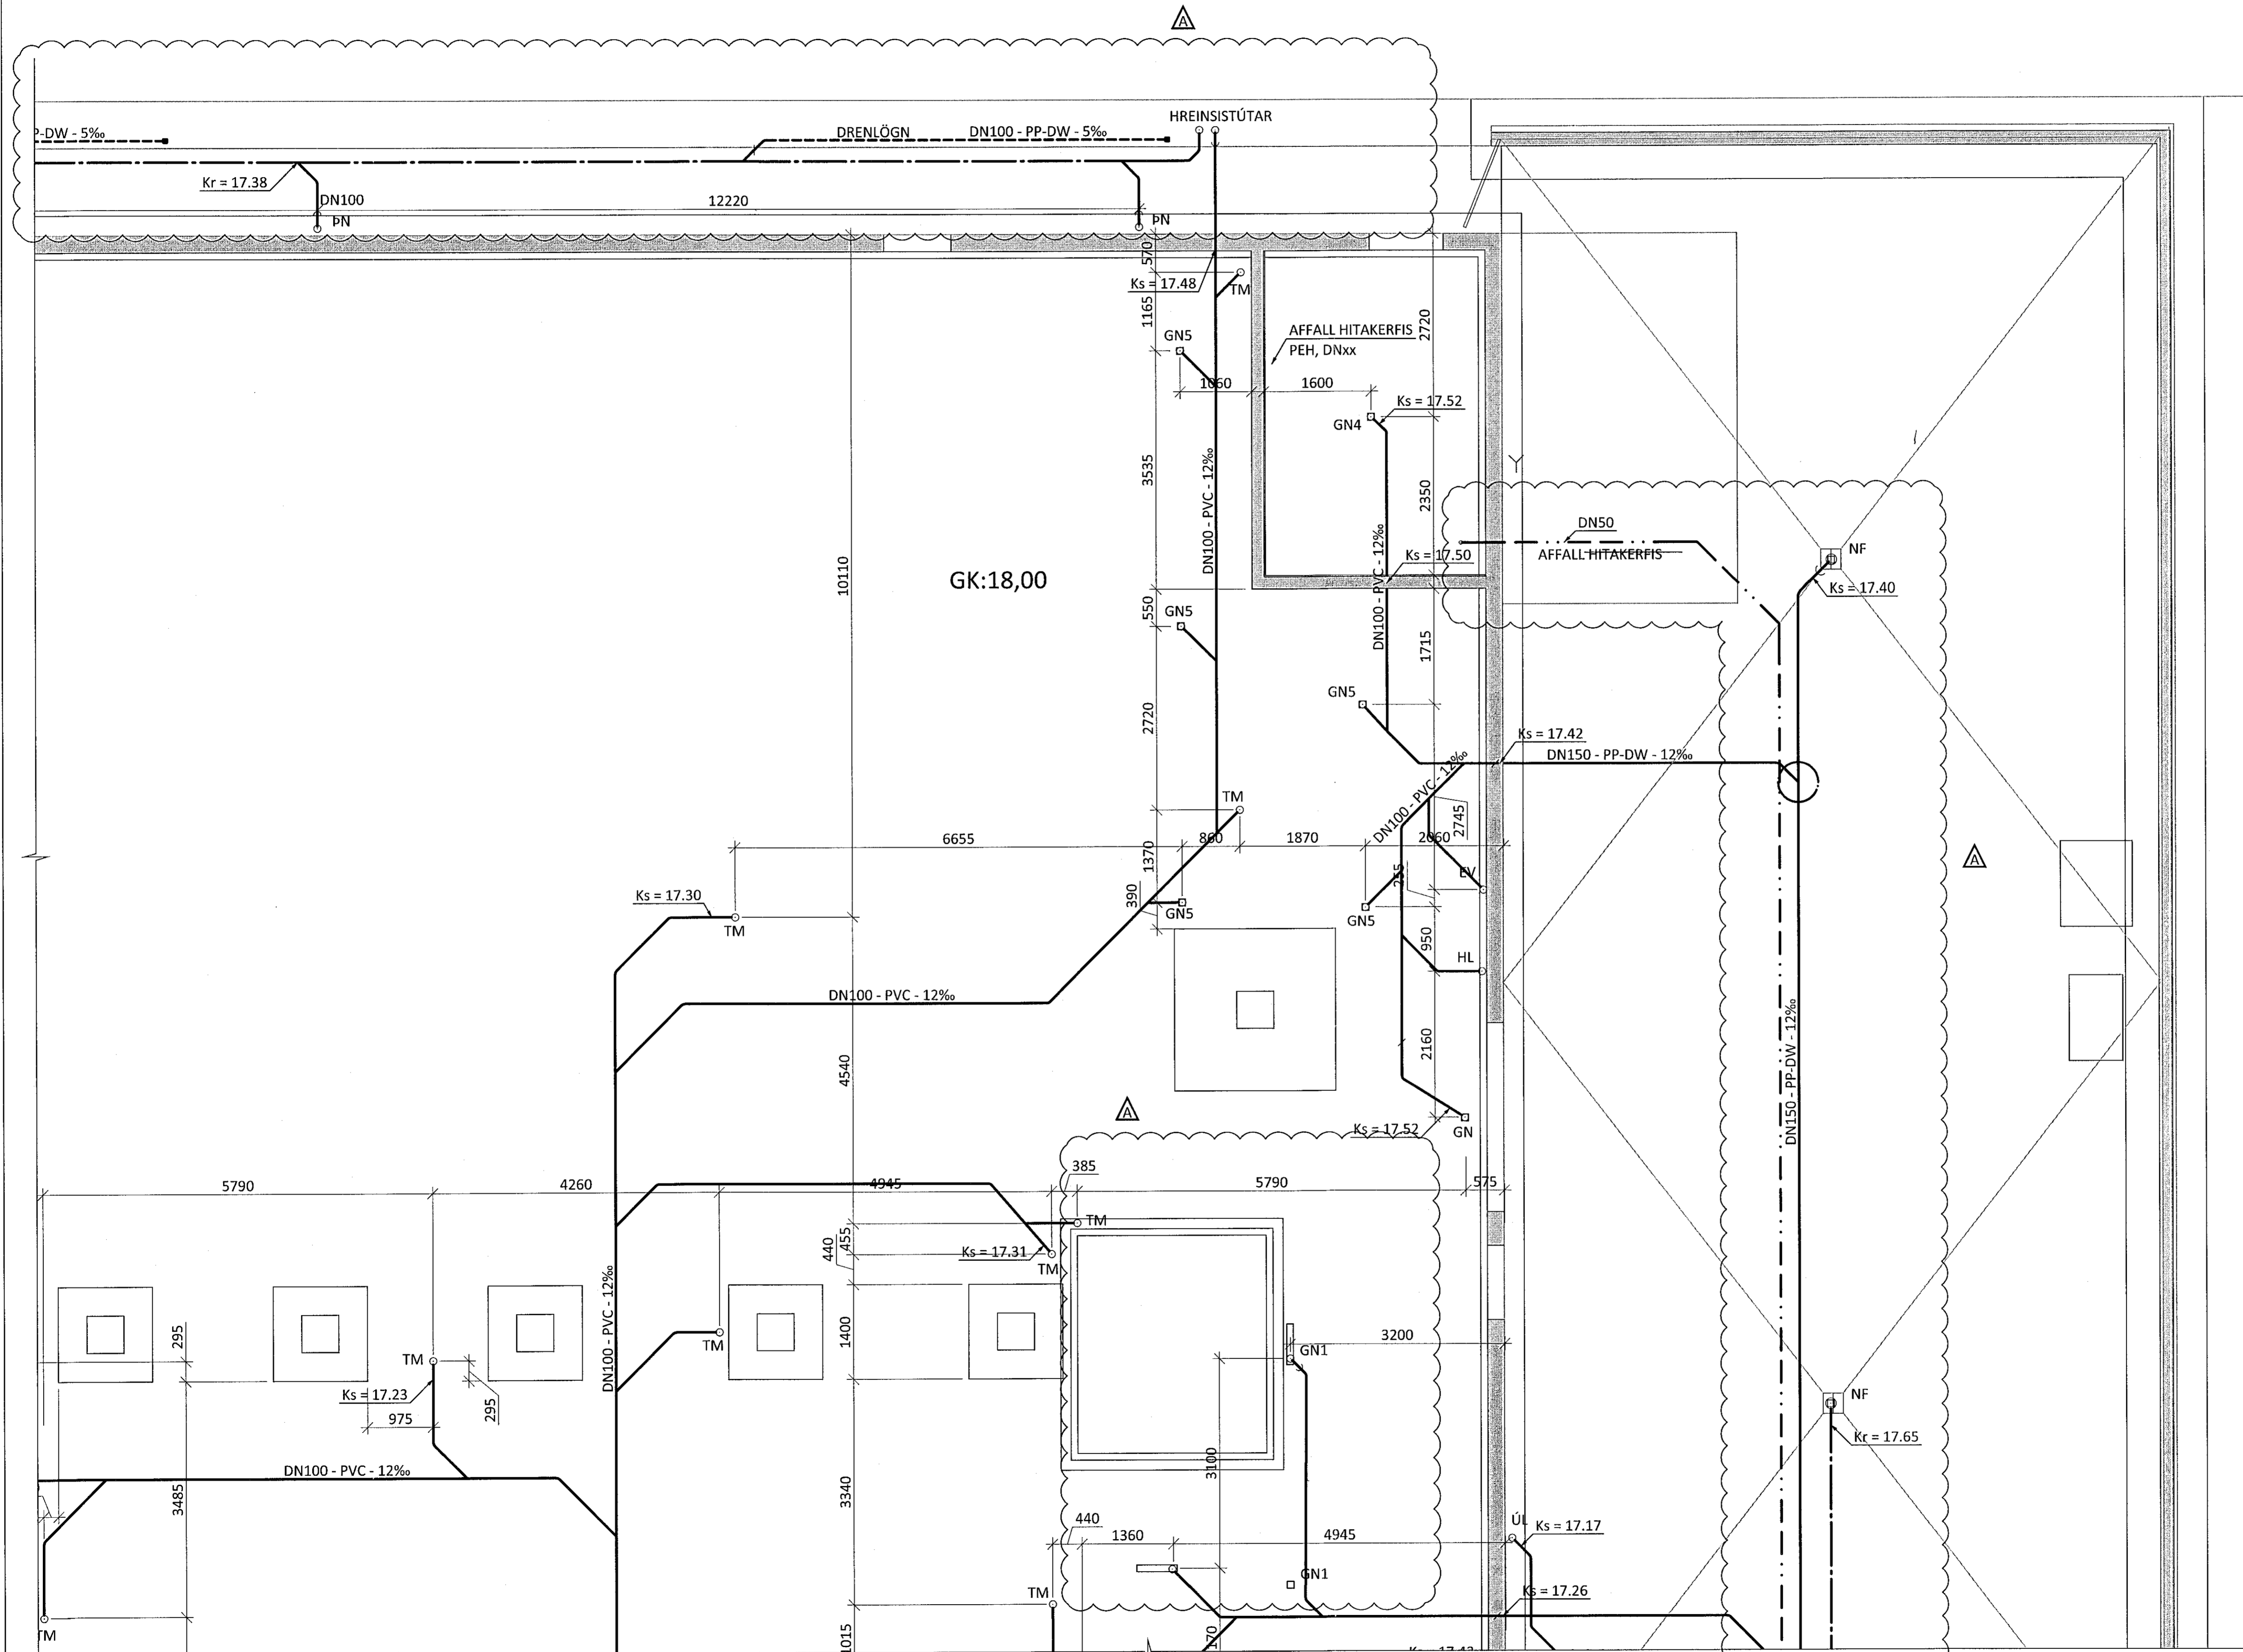 A
HREINSISTÚTAR
P-DW - 5‰
DRENLÖGN
DN100 - PP-DW - 5‰
Kr = 17.38
DN100
12220
ÞN
ÞN
570
Ks = 17.48
TM
1165
2720
AFFALL HITAKERFIS
PEH, DNxx
GN5
1060
1600
Ks = 17.52
GN4
3535
DN100 - PVC - 12‰
2350
DN50
AFFALL HITAKERFIS
NF
Ks = 17.50
DN100 - PVC - 12‰
Ks = 17.40
10110
GK:18,00
550
GN5
1715
GN5
2720
Ks = 17.42
DN150 - PP-DW - 12‰
DN100 - PVC - 12‰
TM
2745
6655
860
1870
2060
1370
A
390
255
EV
Ks = 17.30
TM
GN5
GN5
950
HL
DN100 - PVC - 12‰
DN150 - PP-DW - 12‰
4540
2160
A
Ks = 17.52
GN
385
5790
4260
4945
5790
575
TM
455
440
Ks = 17.31
TM
DN100 - PVC - 12‰
295
TM
1400
3200
GN1
TM
Ks = 17.23
295
975
NF
Kr = 17.65
3100
DN100 - PVC - 12‰
3485
3340
440
1360
4945
ÚL
Ks = 17.17
GN1
Ks = 17.26
TM
TM
1015
170